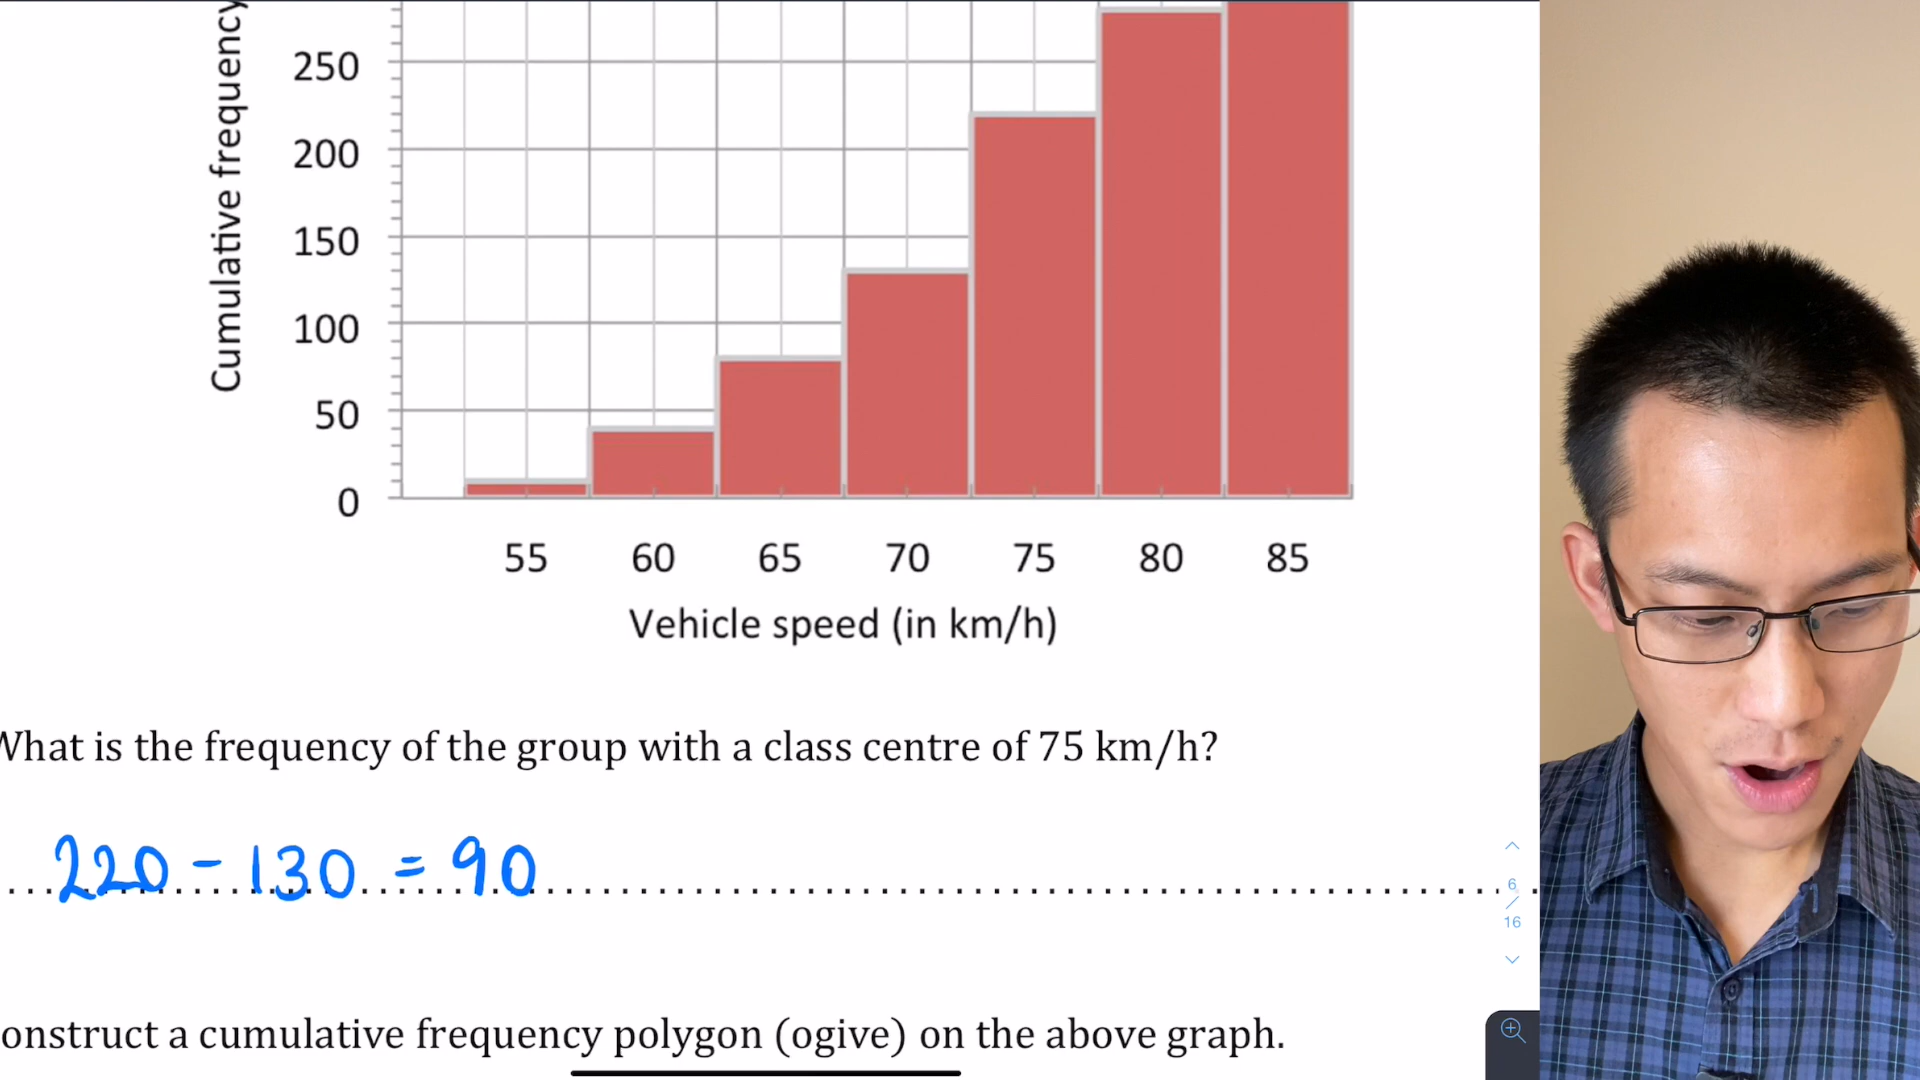 Cumulative frequency
250
200
150
100
50
0
55 60 65 70 75 80 85
Vehicle speed (in km/h)
What is the frequency of the group with a class centre of 75 km/h?
220 - 130 = 90
6
/
16
onstruct a cumulative frequency polygon (ogive) on the above graph.